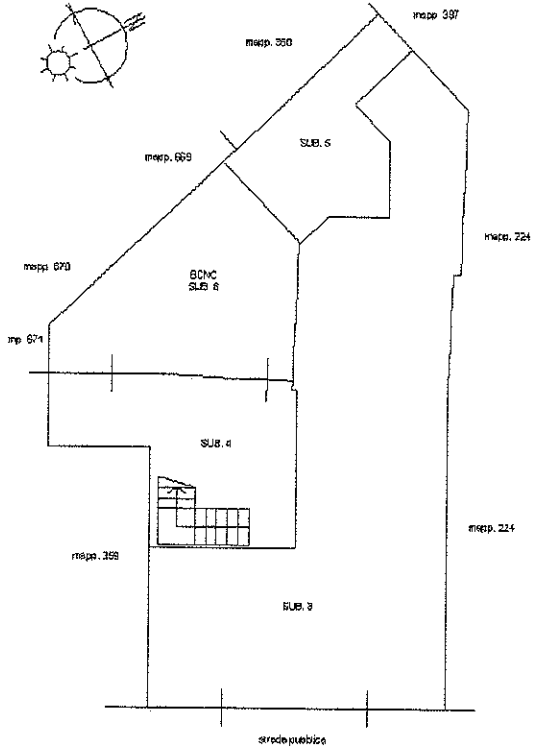 mapp. 397
mapp. 350
SUB. 5
mapp. 669
mapp. 224
mapp. 670
BCNC
SUB. 6
mp. 671
SUB. 4
mapp. 224
mapp. 359
SUB. 3
strada pubblica